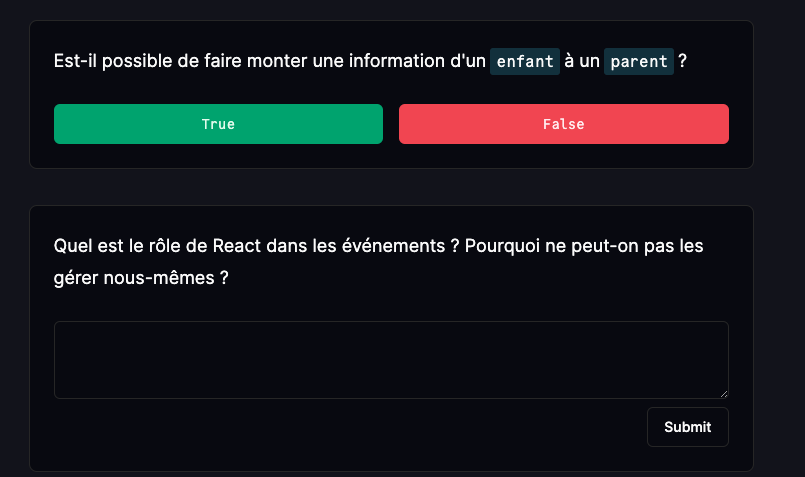 Est-il possible de faire monter une information d'un enfant à un parent ?
True
False
Quel est le rôle de React dans les événements ? Pourquoi ne peut-on pas les
gérer nous-mêmes ?
Submit